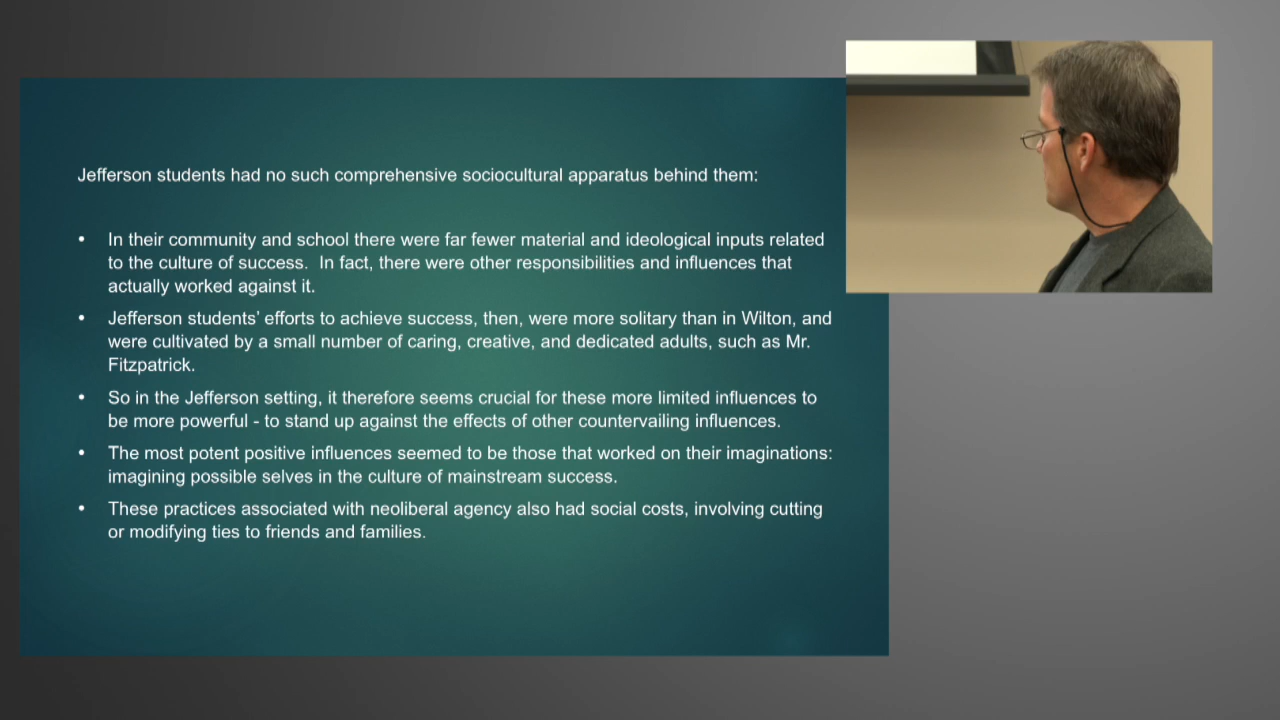 Jefferson students had no such comprehensive sociocultural apparatus behind them:
• In their community and school there were far fewer material and ideological inputs related
to the culture of success.  In fact, there were other responsibilities and influences that
actually worked against it.
• Jefferson students’ efforts to achieve success, then, were more solitary than in Wilton, and
were cultivated by a small number of caring, creative, and dedicated adults, such as Mr.
Fitzpatrick.
• So in the Jefferson setting, it therefore seems crucial for these more limited influences to
be more powerful - to stand up against the effects of other countervailing influences.
• The most potent positive influences seemed to be those that worked on their imaginations:
imagining possible selves in the culture of mainstream success.
• These practices associated with neoliberal agency also had social costs, involving cutting
or modifying ties to friends and families.